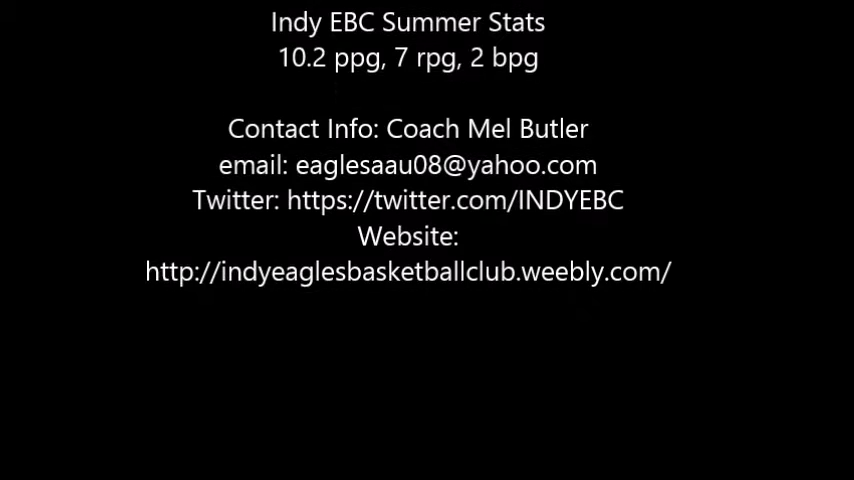 Indy EBC Summer Stats
10.2 ppg, 7 rpg, 2 bpg
Contact Info: Coach Mel Butler
email: eaglesaau08@yahoo.com
Twitter: https://twitter.com/INDYEBC
Website:
http://indyeaglesbasketballclub.weebly.com/